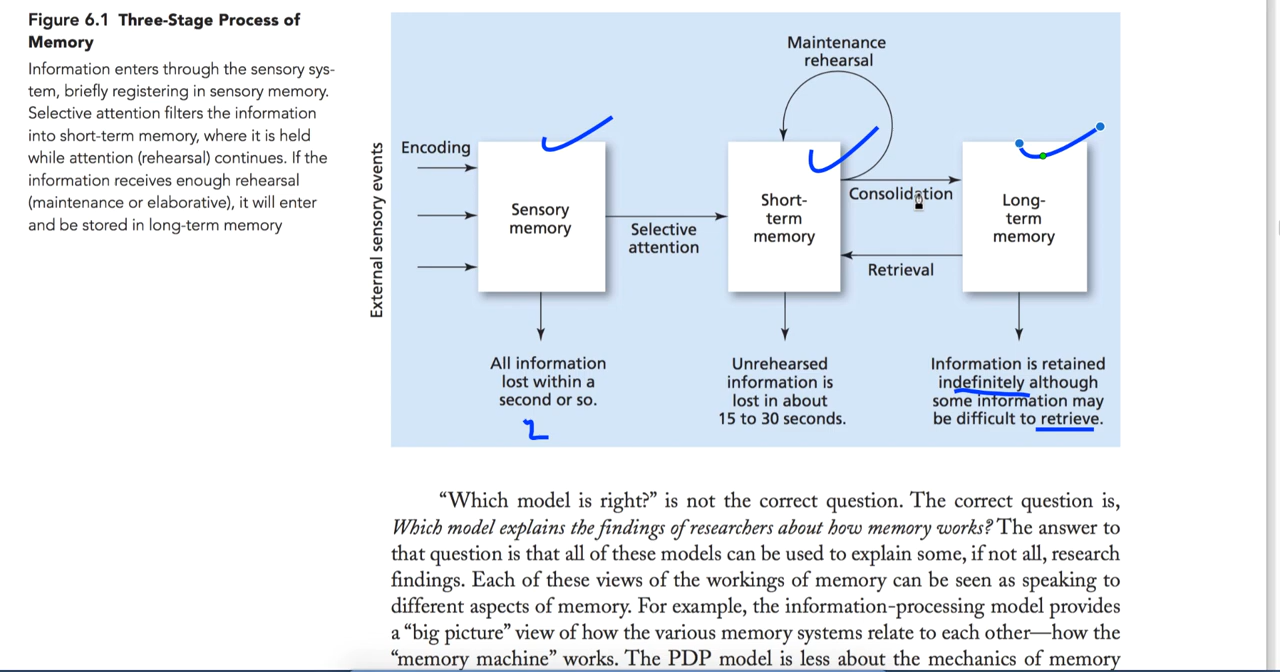 Figure 6.1 Three-Stage Process of
Memory
Information enters through the sensory sys-
tem, briefly registering in sensory memory.
Selective attention filters the information
into short-term memory, where it is held
while attention (rehearsal) continues. If the
information receives enough rehearsal
(maintenance or elaborative), it will enter
and be stored in long-term memory
External sensory events
Encoding
Sensory
memory
Selective
attention
Maintenance
rehearsal
Short-
term
memory
Consolidation
Retrieval
Long-
term
memory
All information
lost within a
second or so.
2
Unrehearsed
information is
lost in about
15 to 30 seconds.
Information is retained
indefinitely although
some information may
be difficult to retrieve.
“Which model is right?” is not the correct question. The correct question is,
Which model explains the findings of researchers about how memory works? The answer to
that question is that all of these models can be used to explain some, if not all, research
findings. Each of these views of the workings of memory can be seen as speaking to
different aspects of memory. For example, the information-processing model provides
a “big picture” view of how the various memory systems relate to each other—how the
“memory machine” works. The PDP model is less about the mechanics of memory